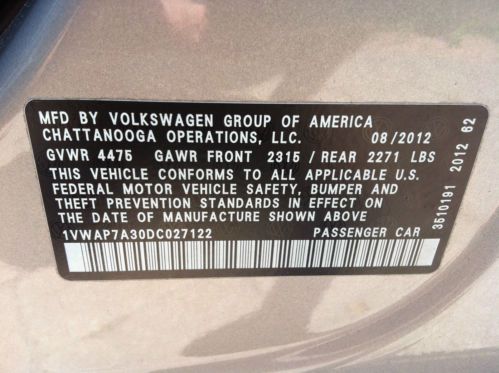 MFD BY VOLKSWAGEN GROUP OF AMERICA
CHATTANOOGA OPERATIONS, LLC. 08/2012
GVWR 4475 GAWR FRONT 2315 / REAR 2271 LBS
THIS VEHICLE CONFORMS TO ALL APPLICABLE U.S.
FEDERAL MOTOR VEHICLE SAFETY, BUMPER AND
THEFT PREVENTION STANDARDS IN EFFECT ON
THE DATE OF MANUFACTURE SHOWN ABOVE
1VWAP7A30DC027122 PASSENGER CAR
3510191 2012 62